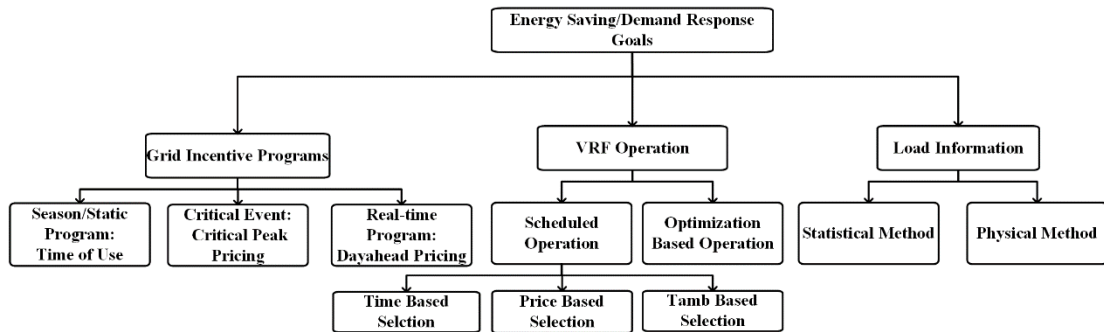 Energy Saving/Demand Response
Goals
Grid Incentive Programs
VRF Operation
Load Information
Season/Static
Program:
Time of Use
Critical Event:
Critical Peak
Pricing
Real-time
Program:
Dayahead Pricing
Scheduled
Operation
Optimization
Based Operation
Statistical Method
Physical Method
Time Based
Selction
Price Based
Selection
Tamb Based
Selection